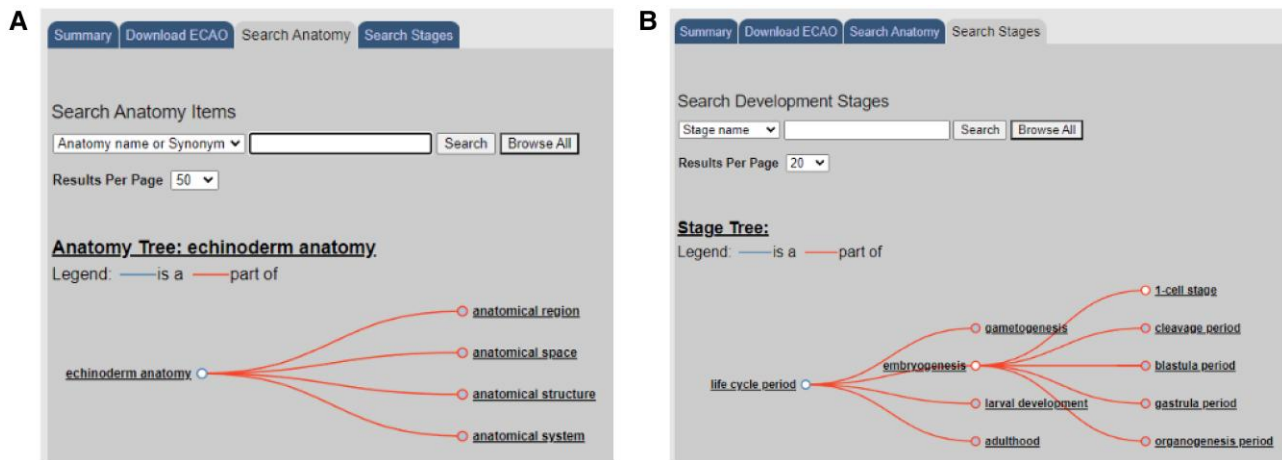 A
Summary Download ECAO Search Anatomy Search Stages
Search Anatomy Items
Anatomy name or Synonym Search Browse All
Results Per Page 50
Anatomy Tree: echinoderm anatomy
Legend: is a part of
anatomical region
anatomical space
echinoderm anatomy
anatomical structure
anatomical system
B
Summary Download ECAO Search Anatomy Search Stages
Search Development Stages
Stage name Search Browse All
Results Per Page 20
Stage Tree:
Legend: is a part of
1-cell stage
gametogenesis cleavage period
embryogenesis blastula period
life cycle period
larval development gastrula period
adulthood organogenesis period